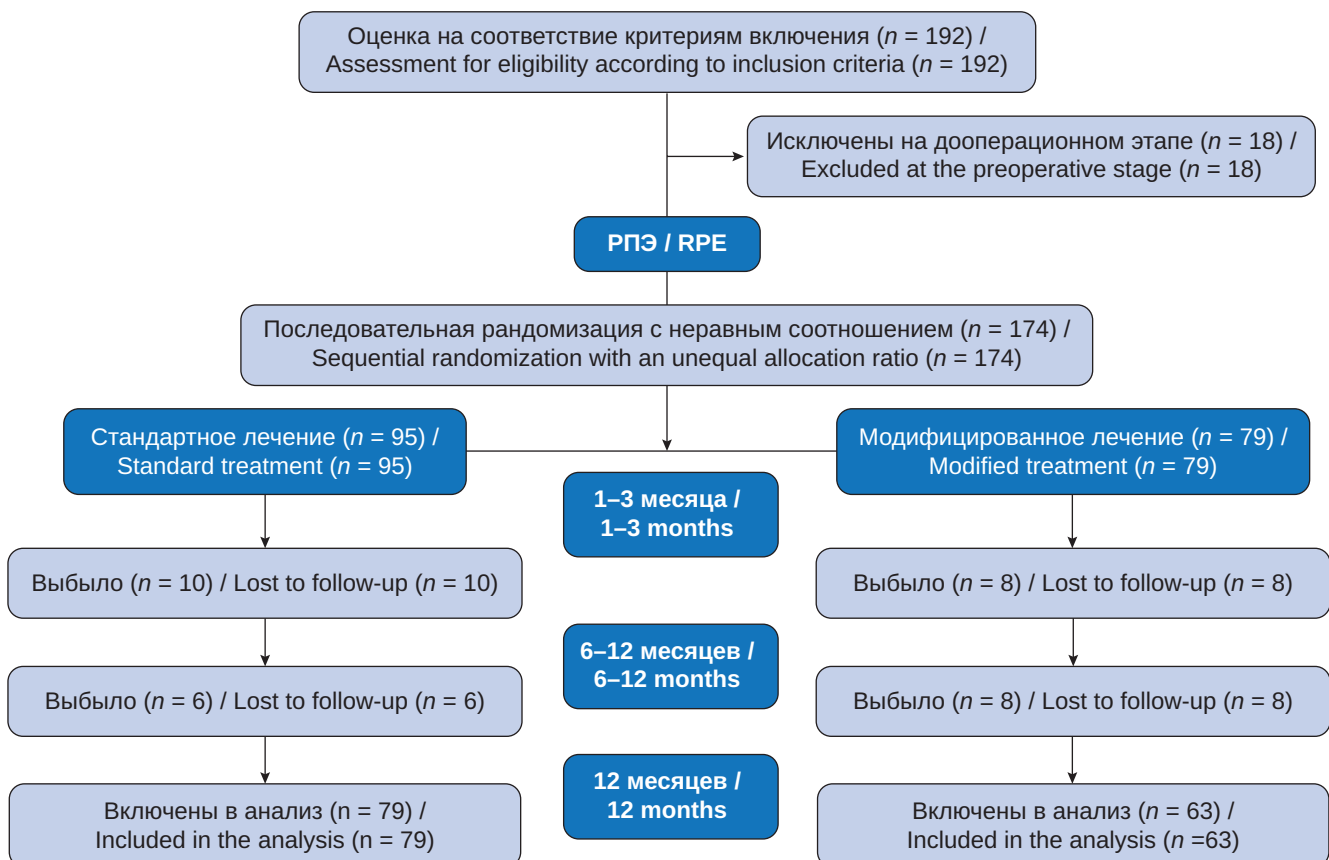 Оценка на соответствие критериям включения (n = 192) /
Assessment for eligibility according to inclusion criteria (n = 192)
Исключены на дооперационном этапе (n = 18) /
Excluded at the preoperative stage (n = 18)
РПЭ / RPE
Последовательная рандомизация с неравным соотношением (n = 174) /
Sequential randomization with an unequal allocation ratio (n = 174)
Стандартное лечение (n = 95) /
Standard treatment (n = 95)
Модифицированное лечение (n = 79) /
Modified treatment (n = 79)
1–3 месяца /
1–3 months
Выбыло (n = 10) / Lost to follow-up (n = 10)
Выбыло (n = 8) / Lost to follow-up (n = 8)
6–12 месяцев /
6–12 months
Выбыло (n = 6) / Lost to follow-up (n = 6)
Выбыло (n = 8) / Lost to follow-up (n = 8)
12 месяцев /
12 months
Включены в анализ (n = 79) /
Included in the analysis (n = 79)
Включены в анализ (n = 63) /
Included in the analysis (n =63)